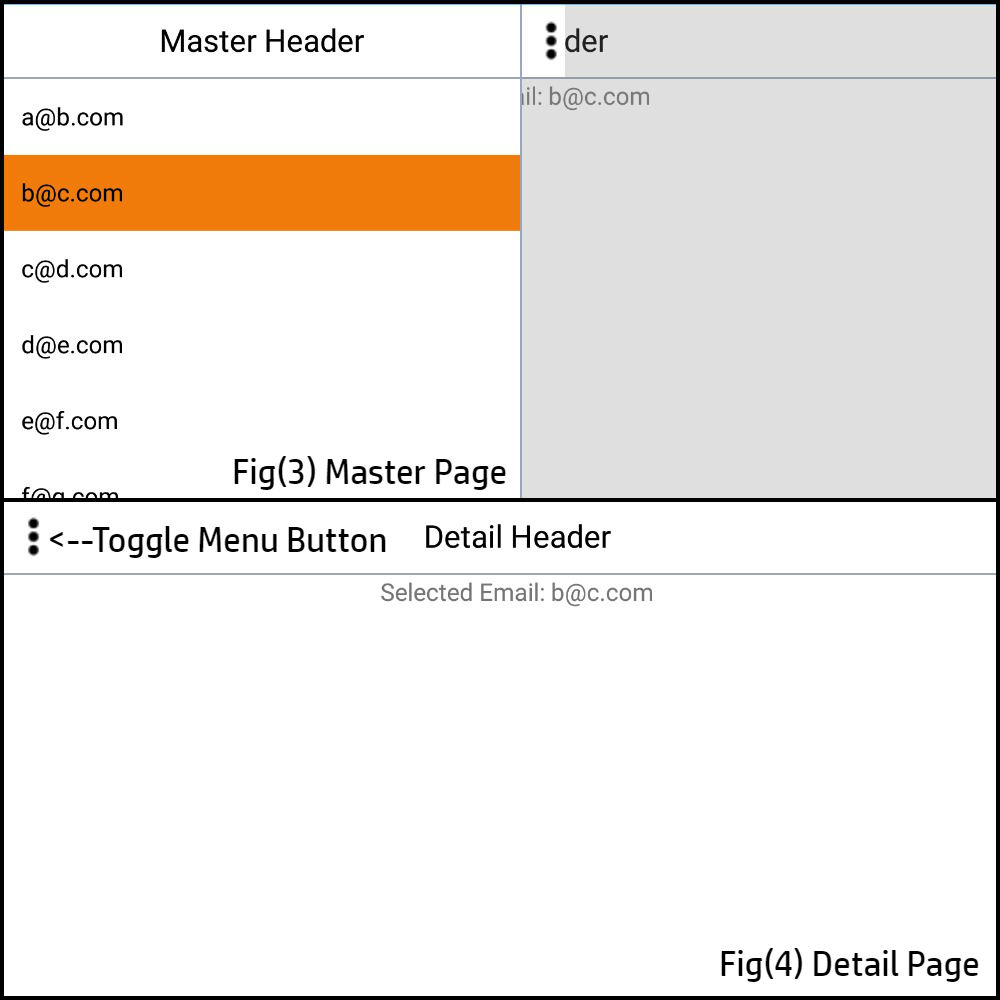 Master Header
der
il: b@c.com
a@b.com
b@c.com
c@d.com
d@e.com
e@f.com
Fig(3) Master Page
f@g.com
<--Toggle Menu Button
Detail Header
Selected Email: b@c.com
Fig(4) Detail Page